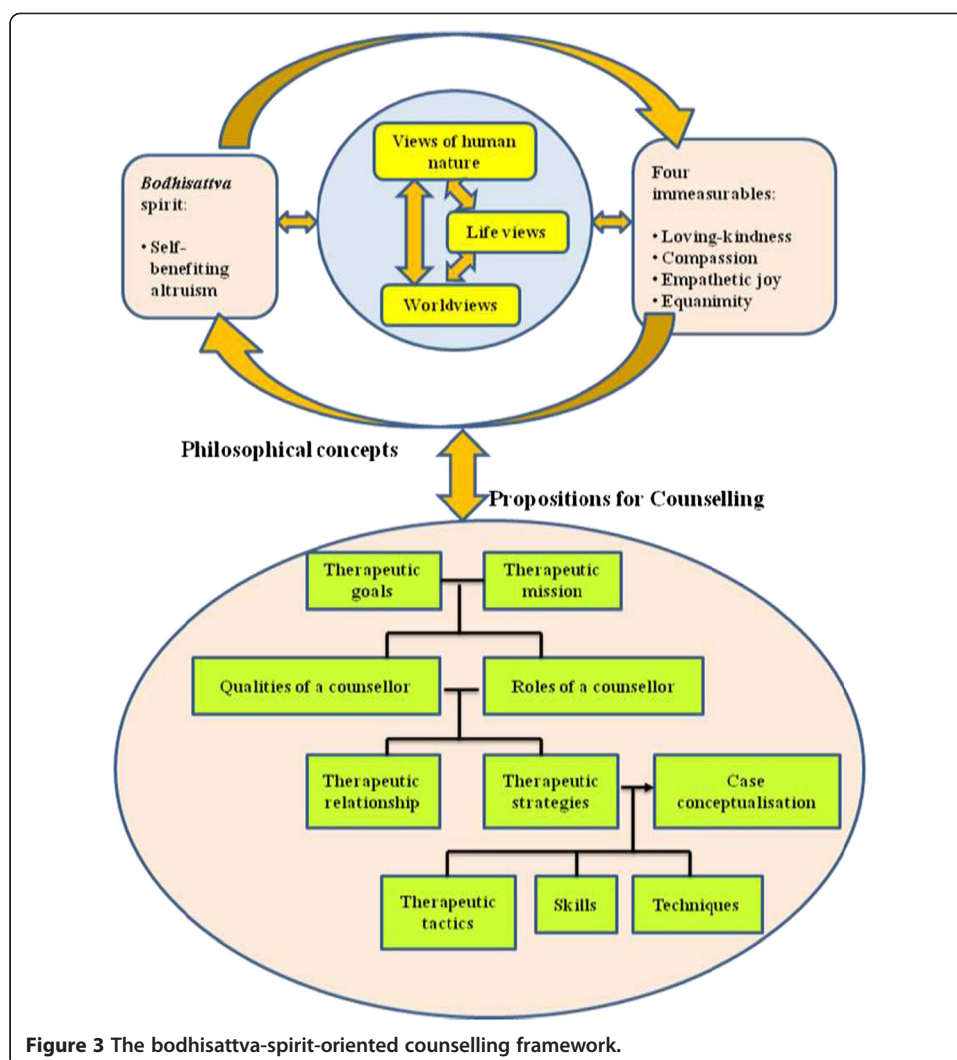 Views of human
nature
Life views
Worldviews
Bodhisattva
spirit:
• Self-
benefiting
altruism
Four
immeasurables:
• Loving-kindness
• Compassion
• Empathetic joy
• Equanimity
Philosophical concepts
Propositions for Counselling
Therapeutic
goals
Therapeutic
mission
Qualities of a counsellor
Roles of a counsellor
Therapeutic
relationship
Therapeutic
strategies
Case
conceptualisation
Therapeutic
tactics
Skills
Techniques
Figure 3 The bodhisattva-spirit-oriented counselling framework.